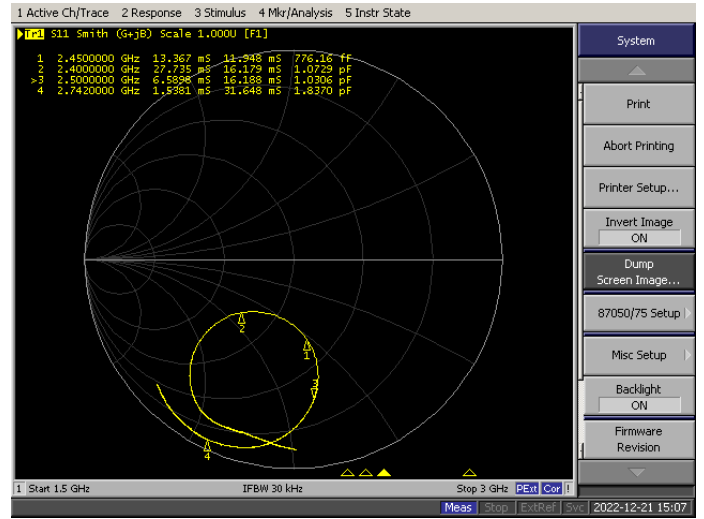 1 Active Ch/Trace 2 Response 3 Stimulus 4 Mkr/Analysis 5 Instr State
Tr1 S11 Smith (G+jB) Scale 1.000U [F1]
1 2.4500000 GHz 13.367 mS 11.948 mS 776.16 fF
2 2.4000000 GHz 27.735 mS 16.179 mS 1.0729 pF
>3 2.5000000 GHz 6.5898 mS 16.188 mS 1.0306 pF
4 2.7420000 GHz 1.5381 mS 31.648 mS 1.8370 pF
2
1
3
4
1 Start 1.5 GHz IFBW 30 kHz Stop 3 GHz PExt Cor !
System
Print
Abort Printing
Printer Setup...
Invert Image
ON
Dump
Screen Image...
87050/75 Setup
Misc Setup
Backlight
ON
Firmware
Revision
Meas Stop ExtRef Svc 2022-12-21 15:07